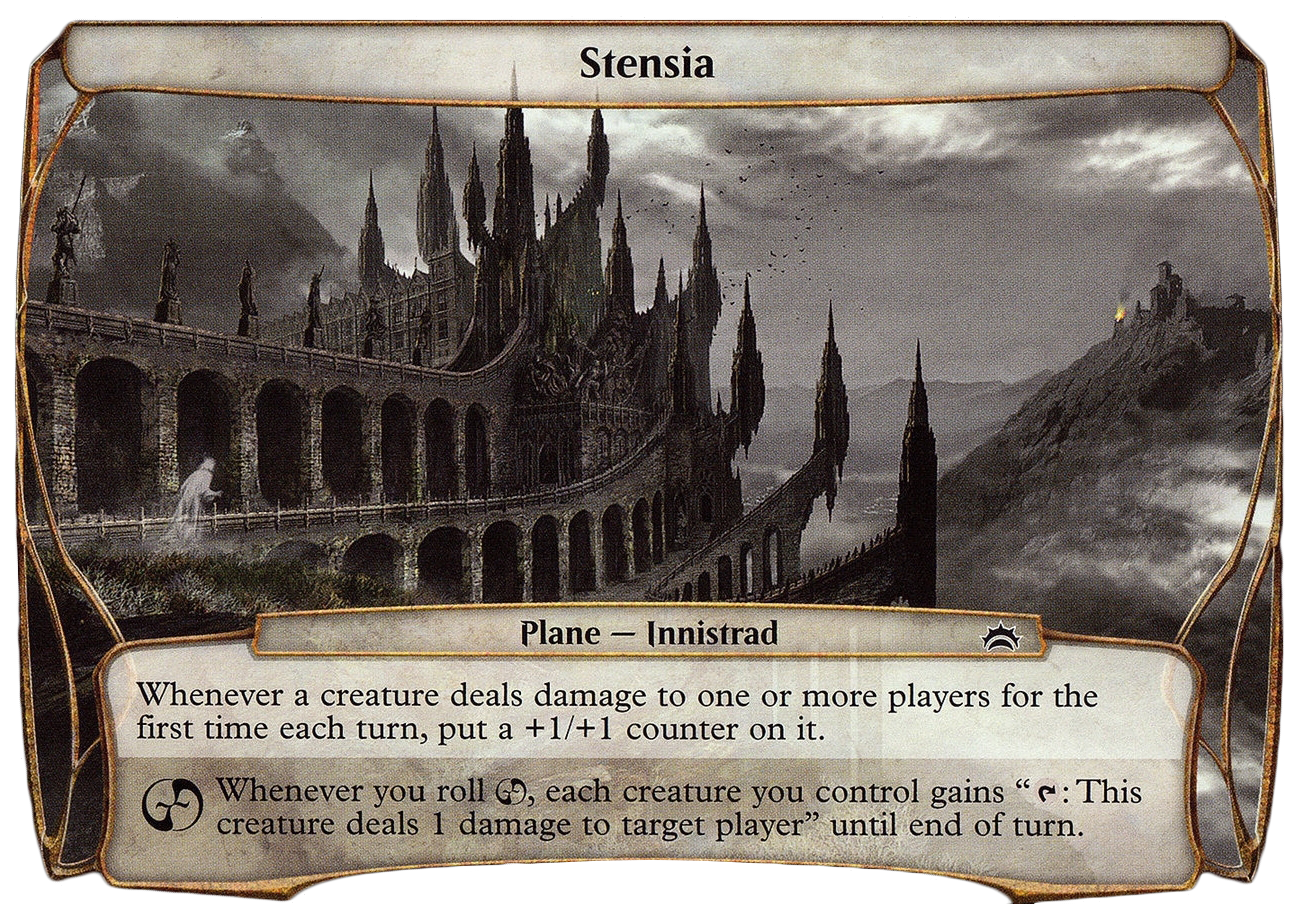 Stensia
Plane — Innistrad
Whenever a creature deals damage to one or more players for the
first time each turn, put a +1/+1 counter on it.
Whenever you roll , each creature you control gains “ : This
creature deals 1 damage to target player” until end of turn.